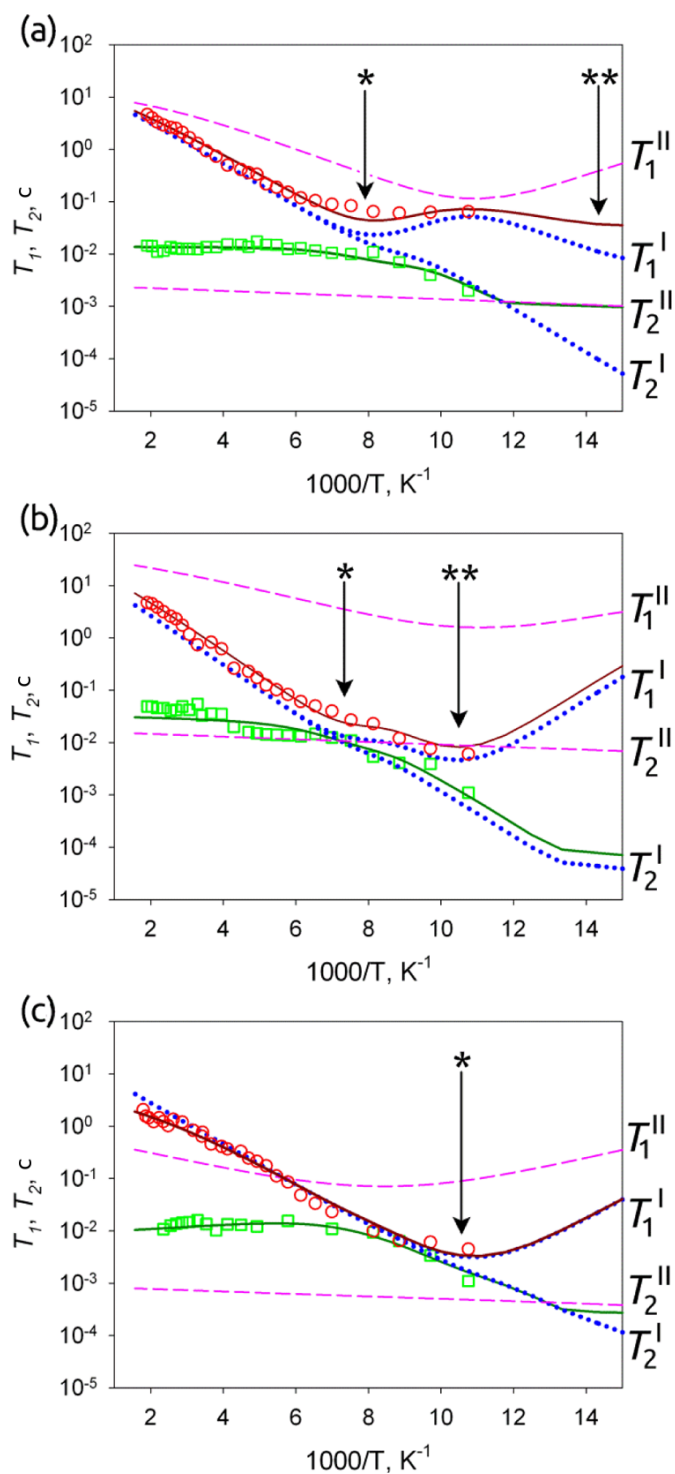 (a)
10²
10¹
10⁰
10⁻¹
10⁻²
10⁻³
10⁻⁴
10⁻⁵
T₁, T₂, c
* **
T₁ᴵᴵ
T₁ᴵ
T₂ᴵᴵ
T₂ᴵ
2 4 6 8 10 12 14
1000/T, K⁻¹
(b)
10²
10¹
10⁰
10⁻¹
10⁻²
10⁻³
10⁻⁴
10⁻⁵
T₁, T₂, c
* **
T₁ᴵᴵ
T₁ᴵ
T₂ᴵᴵ
T₂ᴵ
2 4 6 8 10 12 14
1000/T, K⁻¹
(c)
10²
10¹
10⁰
10⁻¹
10⁻²
10⁻³
10⁻⁴
10⁻⁵
T₁, T₂, c
*
T₁ᴵᴵ
T₁ᴵ
T₂ᴵᴵ
T₂ᴵ
2 4 6 8 10 12 14
1000/T, K⁻¹